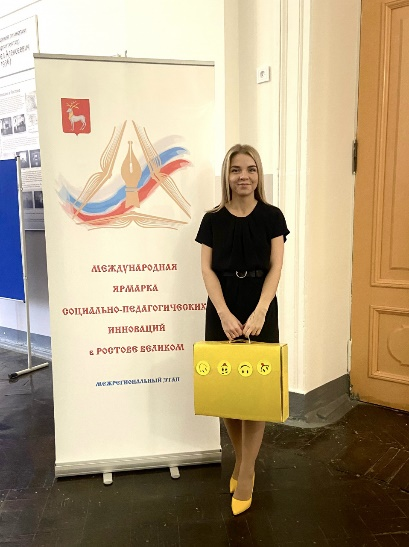 МЕЖДУНАРОДНАЯ
ЯРМАРКА
СОЦИАЛЬНО-ПЕДАГОГИЧЕСКИХ
ИННОВАЦИЙ
в РОСТОВЕ ВЕЛИКОМ
МЕЖРЕГИОНАЛЬНЫЙ ЭТАП